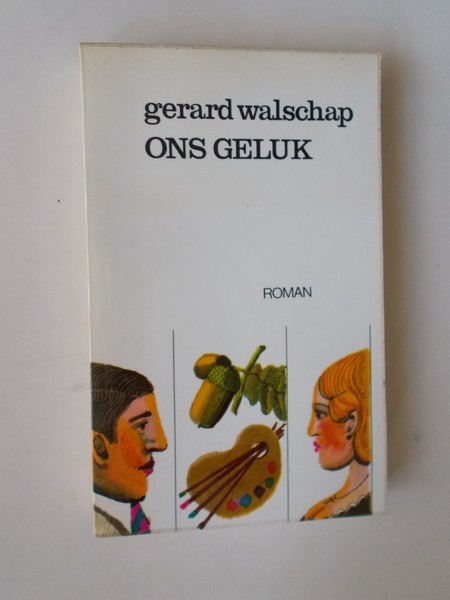 gerard walschap
ONS GELUK
ROMAN